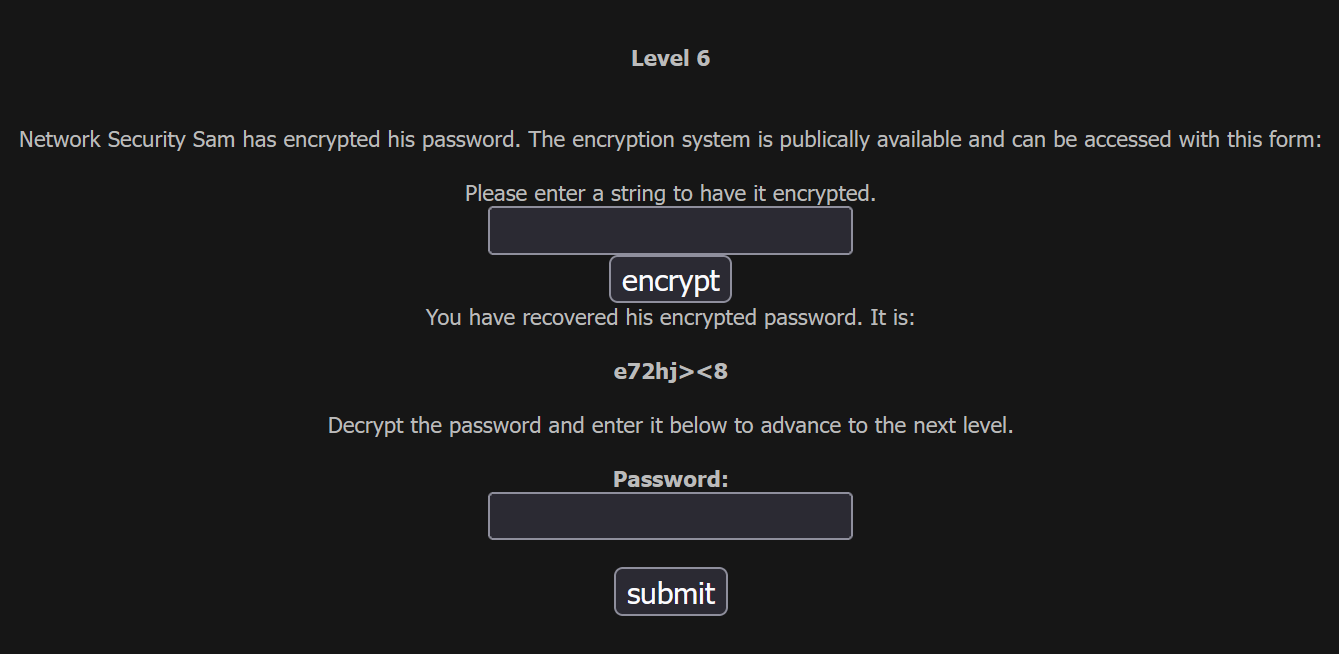 Level 6
Network Security Sam has encrypted his password. The encryption system is publically available and can be accessed with this form:
Please enter a string to have it encrypted.
encrypt
You have recovered his encrypted password. It is:
e72hj><8
Decrypt the password and enter it below to advance to the next level.
Password:
submit